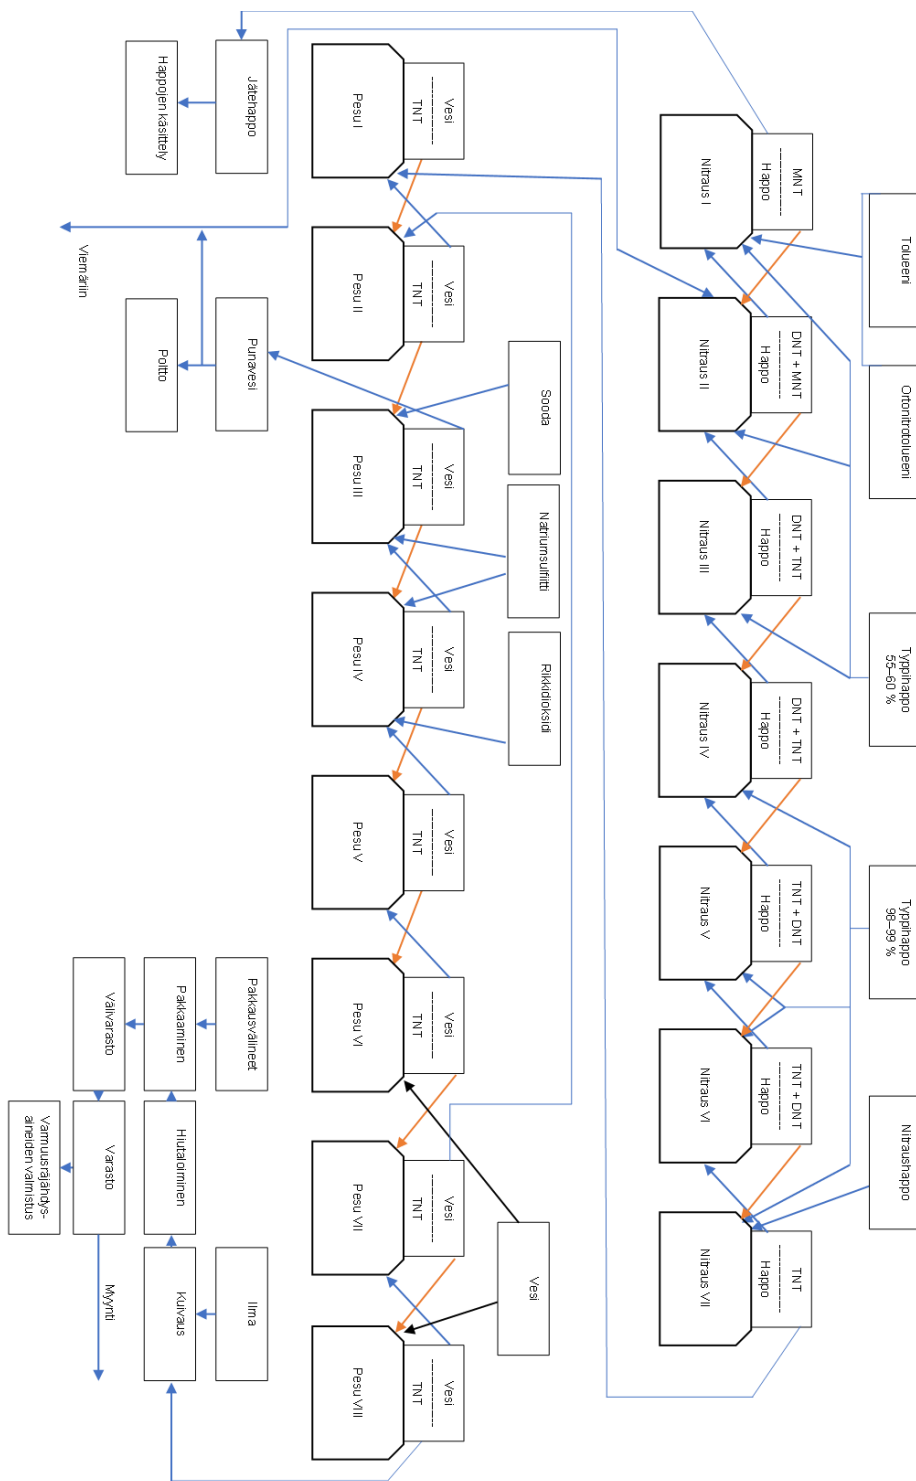 Tolueeni
Ortonitrotolueeni
Typpihappo
55–60 %
Typpihappo
98–99 %
Nitraushappo
MNT
Happo
Nitraus I
DNT + MNT
Happo
Nitraus II
DNT + TNT
Happo
Nitraus III
DNT + TNT
Happo
Nitraus IV
TNT + DNT
Happo
Nitraus V
TNT + DNT
Happo
Nitraus VI
TNT
Happo
Nitraus VII
Sooda
Natriumsulfiitti
Rikkidioksidi
Vesi
Vesi
TNT
Pesu I
Vesi
TNT
Pesu II
Vesi
TNT
Pesu III
Vesi
TNT
Pesu IV
Vesi
TNT
Pesu V
Vesi
TNT
Pesu VI
Vesi
TNT
Pesu VII
Vesi
TNT
Pesu VIII
Jätehappo
Punavesi
Pakkausvälineet
Ilma
Happojen käsittely
Poltto
Pakkaaminen
Hiutaloiminen
Kuivaus
Viemäriin
Välivarasto
Varasto
Myynti
Varmuusräjähdys-
aineiden valmistus